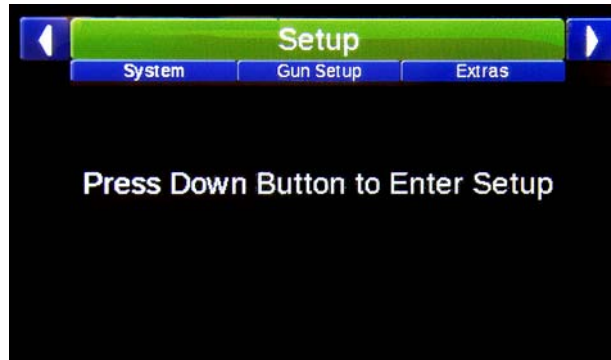 Setup
System Gun Setup Extras
Press Down Button to Enter Setup